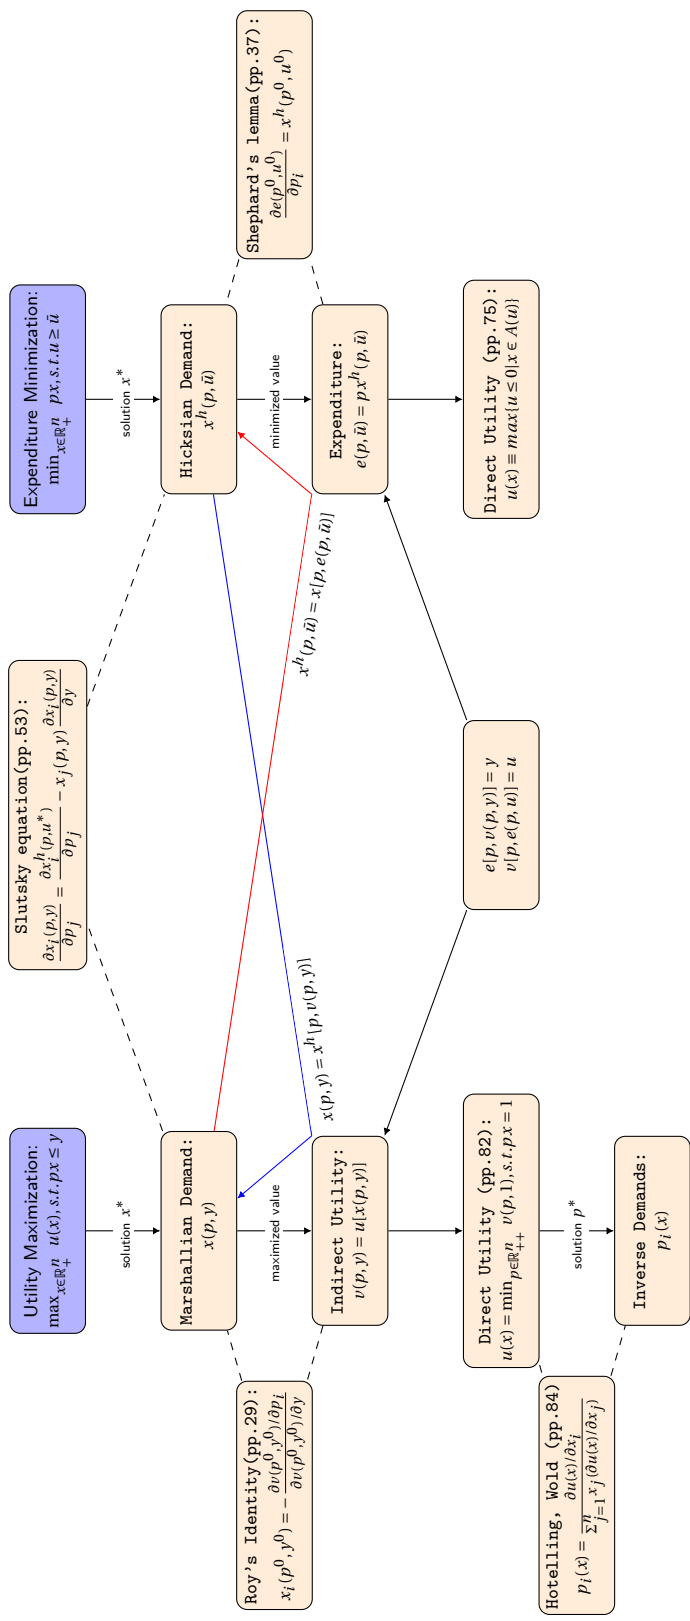 Utility Maximization:
max_{x∈ℝ^n_+} u(x), s.t. px ≤ y
Slutsky equation(pp.53):
∂x_i(p,y)/∂p_j = ∂x_i^h(p,u*)/∂p_j − x_j(p,y) ∂x_i(p,y)/∂y
Expenditure Minimization:
min_{x∈ℝ^n_+} px, s.t. u ≥ ū
solution x*
solution x*
Marshallian Demand:
x(p,y)
Hicksian Demand:
x^h(p,ū)
Roy's Identity(pp.29):
x_i(p^0,y^0) = − ∂v(p^0,y^0)/∂p_i / ∂v(p^0,y^0)/∂y
maximized value
minimized value
Shephard's lemma(pp.37):
∂e(p^0,u^0)/∂p_i = x^h(p^0,u^0)
x(p,y) = x^h[p,v(p,y)]
x^h(p,ū) = x[p,e(p,ū)]
Indirect Utility:
v(p,y) = u[x(p,y)]
Expenditure:
e(p,ū) = px^h(p,ū)
Direct Utility (pp.82):
u(x) = min_{p∈ℝ^n_{++}} v(p,1), s.t. px = 1
e[p,v(p,y)] = y
v[p,e(p,u)] = u
Direct Utility (pp.75):
u(x) ≡ max{u ≤ 0|x ∈ A(u)}
Hotelling, Wold (pp.84)
p_i(x) = ∂u(x)/∂x_i / Σ^n_{j=1} x_j(∂u(x)/∂x_j)
solution p*
Inverse Demands:
p_i(x)